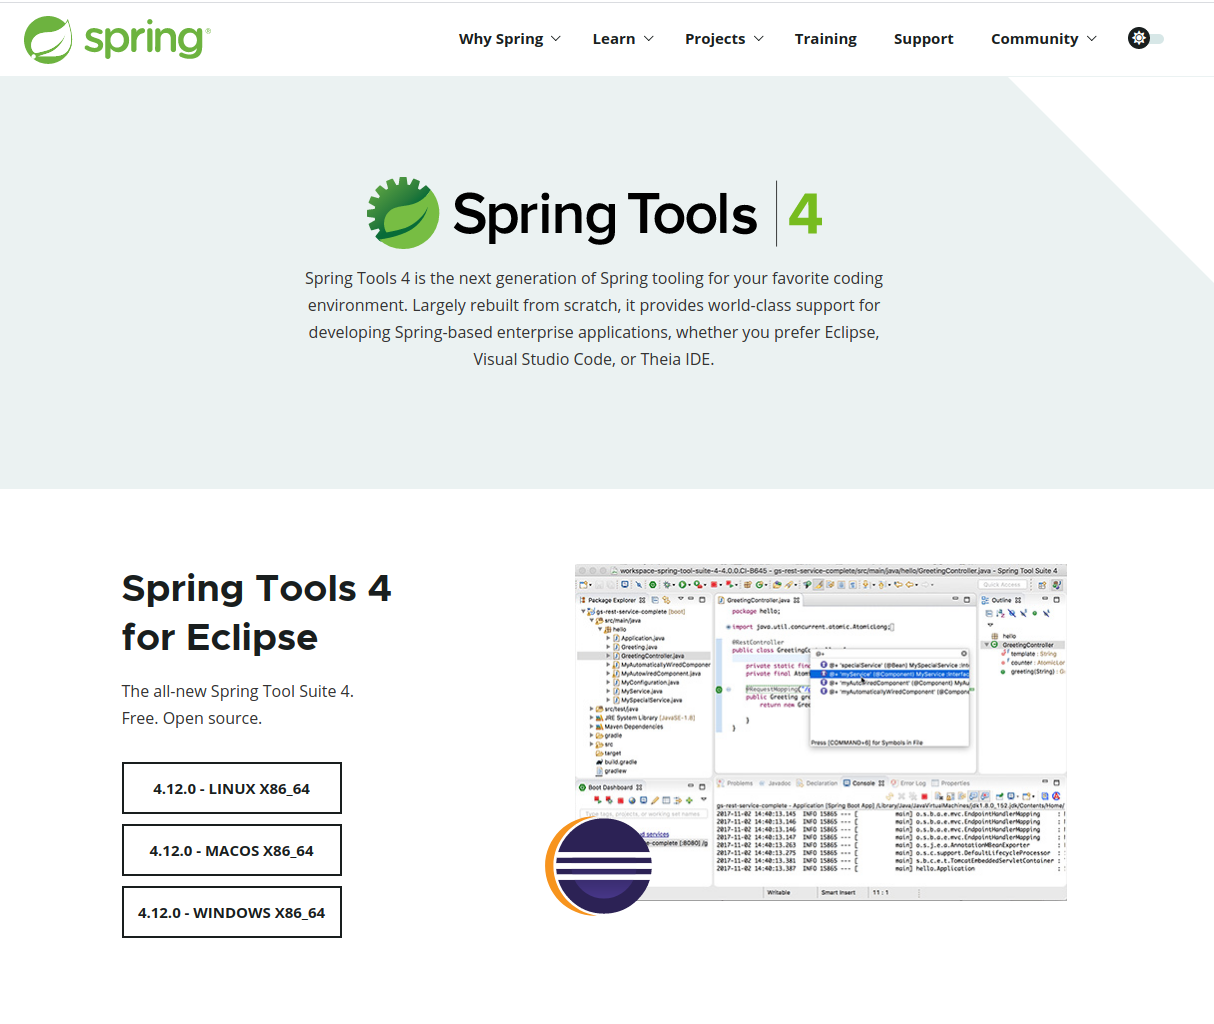 spring
Why Spring
Learn
Projects
Training
Support
Community
Spring Tools 4
Spring Tools 4 is the next generation of Spring tooling for your favorite coding
environment. Largely rebuilt from scratch, it provides world-class support for
developing Spring-based enterprise applications, whether you prefer Eclipse,
Visual Studio Code, or Theia IDE.
Spring Tools 4
for Eclipse
The all-new Spring Tool Suite 4.
Free. Open source.
4.12.0 - LINUX X86_64
4.12.0 - MACOS X86_64
4.12.0 - WINDOWS X86_64
workspace-spring-tool-suite-4-4.0.0.CI-B645 - gs-rest-service-complete/src/main/java/hello/GreetingController.java - Spring Tool Suite 4
Quick Access
Package Explorer
gs-rest-service-complete [boot]
src/main/java
hello
Application.java
Greeting.java
GreetingController.java
MyAutomaticallyWiredComponent
MyAutowiredComponent.java
MyConfiguration.java
MyService.java
MySpecialService.java
src/test/java
JRE System Library [JavaSE-1.8]
Maven Dependencies
gradle
src
target
build.gradle
gradlew
GreetingController.java
package hello;
import java.util.concurrent.atomic.AtomicLong;
@RestController
public class
private static
private final
@RequestMapping("/
public Greeting
return new
}
}
@+
@+ 'specialService' (@Bean) MySpecialService
@+ 'myService' (@Component) MyService
@+ 'myAutowiredComponent' (@Component)
@+ 'myAutomaticallyWiredComponent' (@Component)
Press [COMMAND+6] for Symbols in File
Outline
hello
GreetingController
template : String
counter :
greeting(String)
Boot Dashboard
Type tags, projects, or working set names
Problems
Javadoc
Declaration
Console
Error Log
Properties
gs-rest-service-complete - Application [Spring Boot App] /Library/Java/JavaVirtualMachines/jdk1.8.0_152.jdk/Contents/Home/
2017-11-02 14:40:13.145 INFO 15865 --- [ main] o.s.b.a.e.mvc.EndpointHandlerMapping :
2017-11-02 14:40:13.146 INFO 15865 --- [ main] o.s.b.a.e.mvc.EndpointHandlerMapping :
2017-11-02 14:40:13.146 INFO 15865 --- [ main] o.s.b.a.e.mvc.EndpointHandlerMapping :
2017-11-02 14:40:13.147 INFO 15865 --- [ main] o.s.b.a.e.mvc.EndpointHandlerMapping :
2017-11-02 14:40:13.263 INFO 15865 --- [ main] o.s.j.e.a.AnnotationMBeanExporter :
2017-11-02 14:40:13.275 INFO 15865 --- [ main] o.s.c.support.DefaultLifecycleProcessor :
2017-11-02 14:40:13.381 INFO 15865 --- [ main] s.b.c.e.t.TomcatEmbeddedServletContainer :
2017-11-02 14:40:13.387 INFO 15865 --- [ main] hello.Application :
Writable
Smart Insert
11 : 1